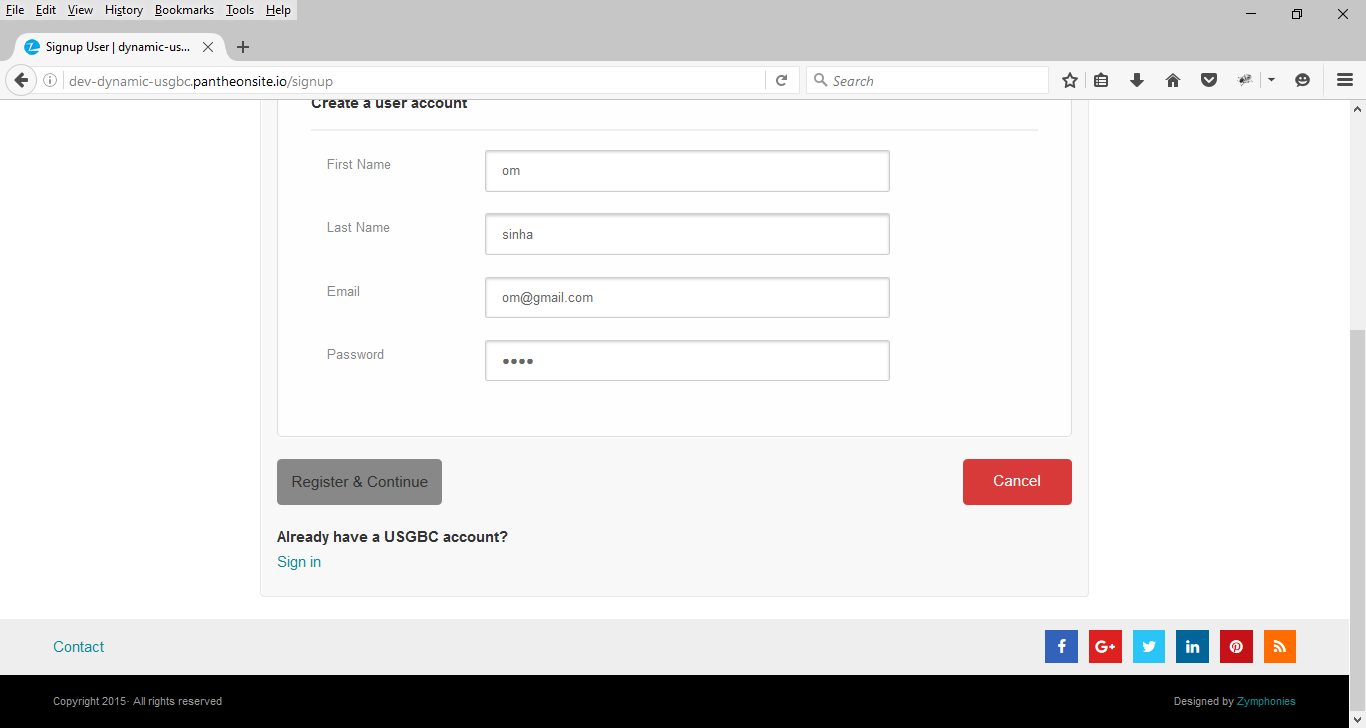 File Edit View History Bookmarks Tools Help
Signup User | dynamic-us...
dev-dynamic-usgbc.pantheonsite.io/signup
Search
Create a user account
First Name
om
Last Name
sinha
Email
om@gmail.com
Password
••••
Register & Continue
Cancel
Already have a USGBC account?
Sign in
Contact
Copyright 2015- All rights reserved
Designed by Zymphonies